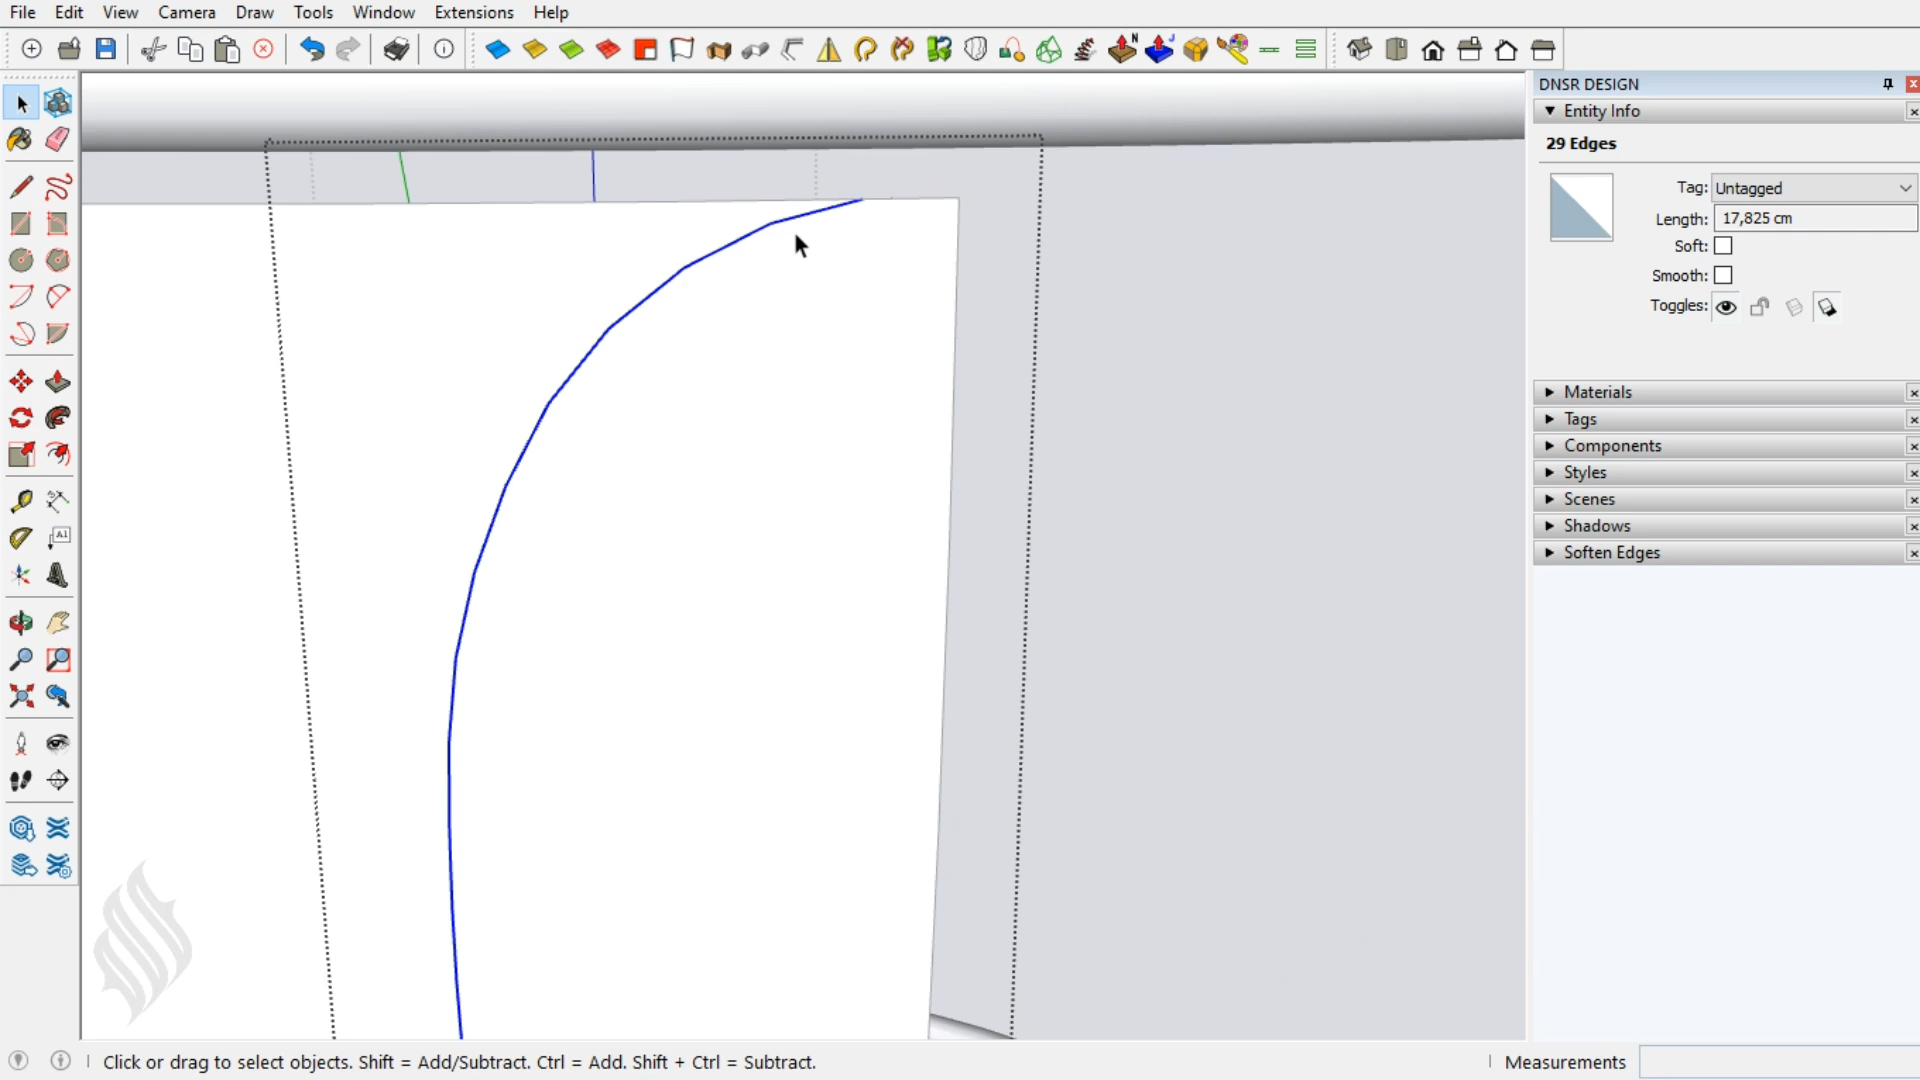 File Edit View Camera Draw Tools Window Extensions Help
N J
DNSR DESIGN
Entity Info
29 Edges
Tag: Untagged
Length: 17,825 cm
Soft:
Smooth:
Toggles:
Materials
Tags
Components
Styles
Scenes
Shadows
Soften Edges
A1
Click or drag to select objects. Shift = Add/Subtract. Ctrl = Add. Shift + Ctrl = Subtract.
Measurements